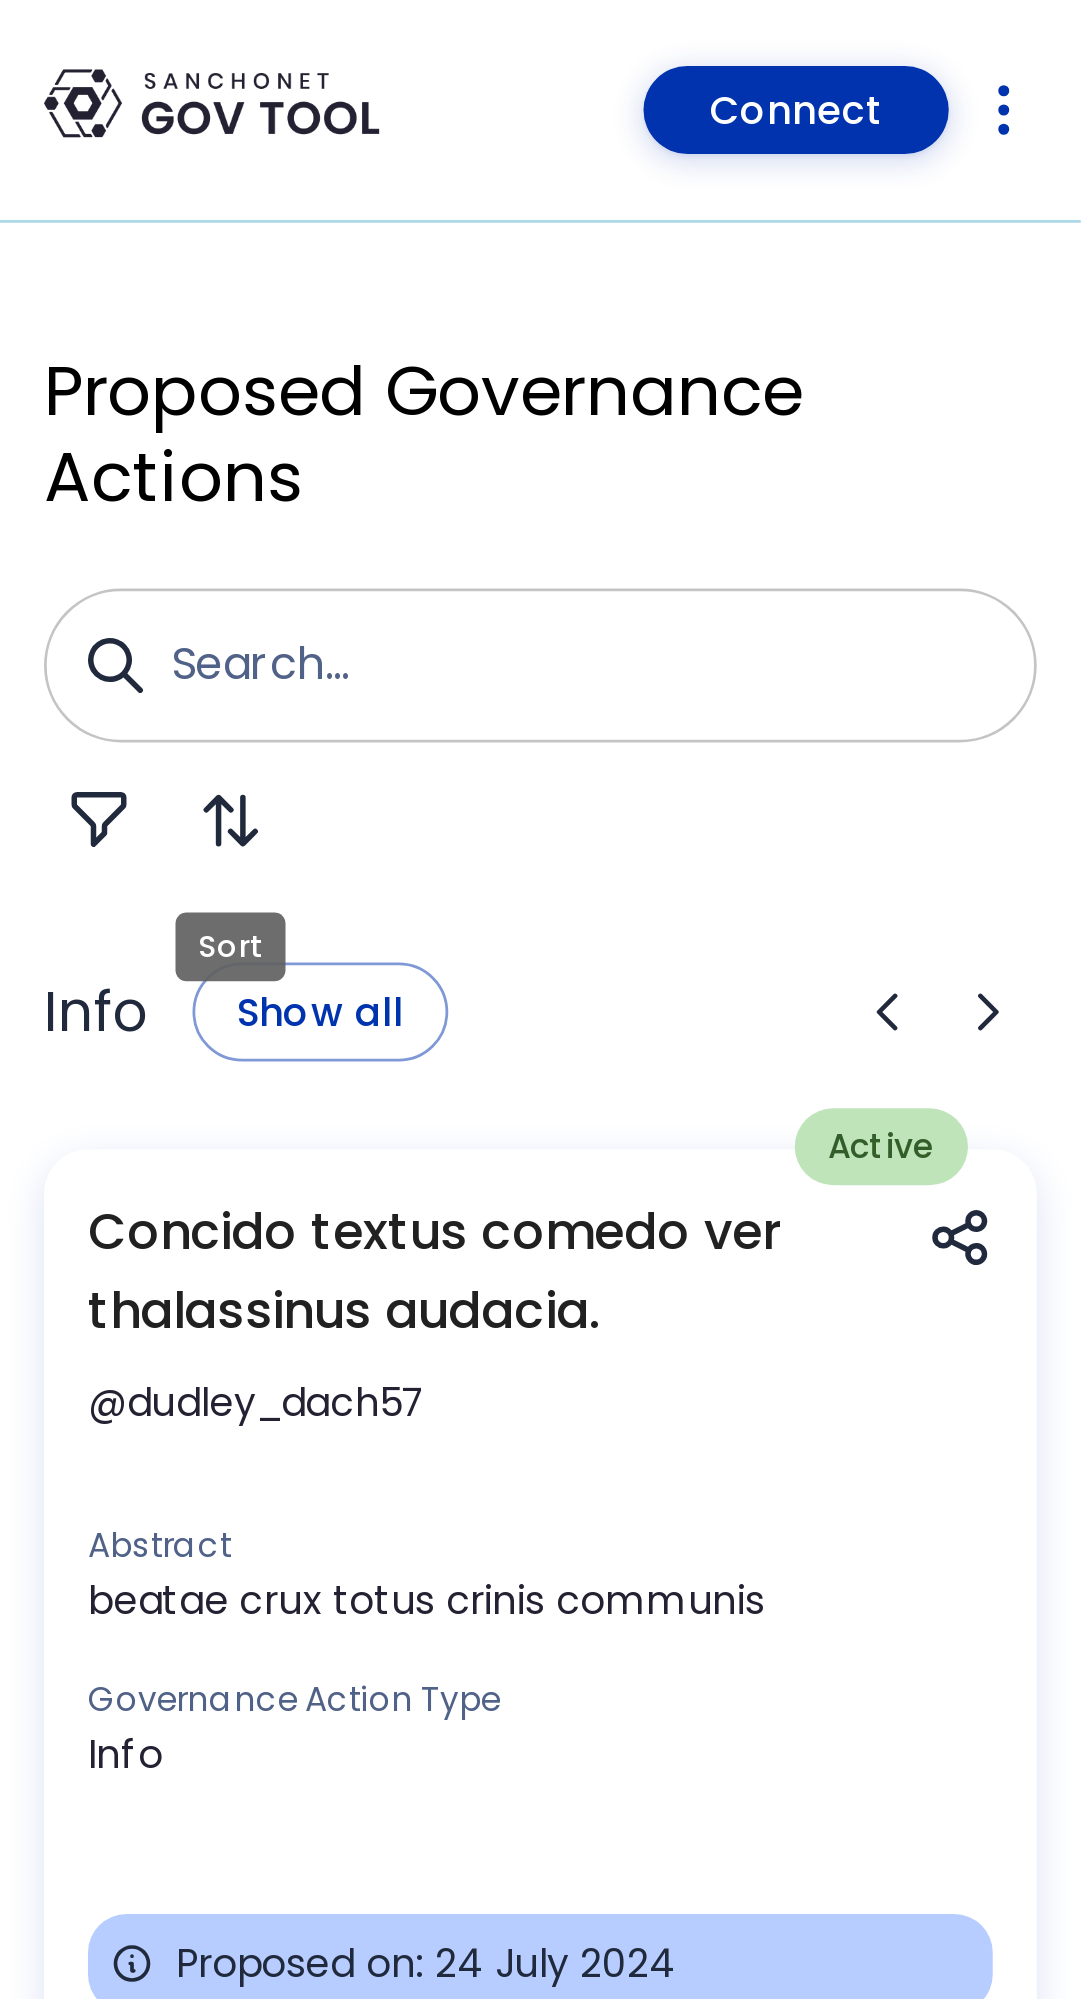 SANCHONET
GOV TOOL
Connect
Proposed Governance
Actions
Search...
Sort
Info
Show all
Active
Concido textus comedo ver
thalassinus audacia.
@dudley_dach57
Abstract
beatae crux totus crinis communis
Governance Action Type
Info
Proposed on: 24 July 2024